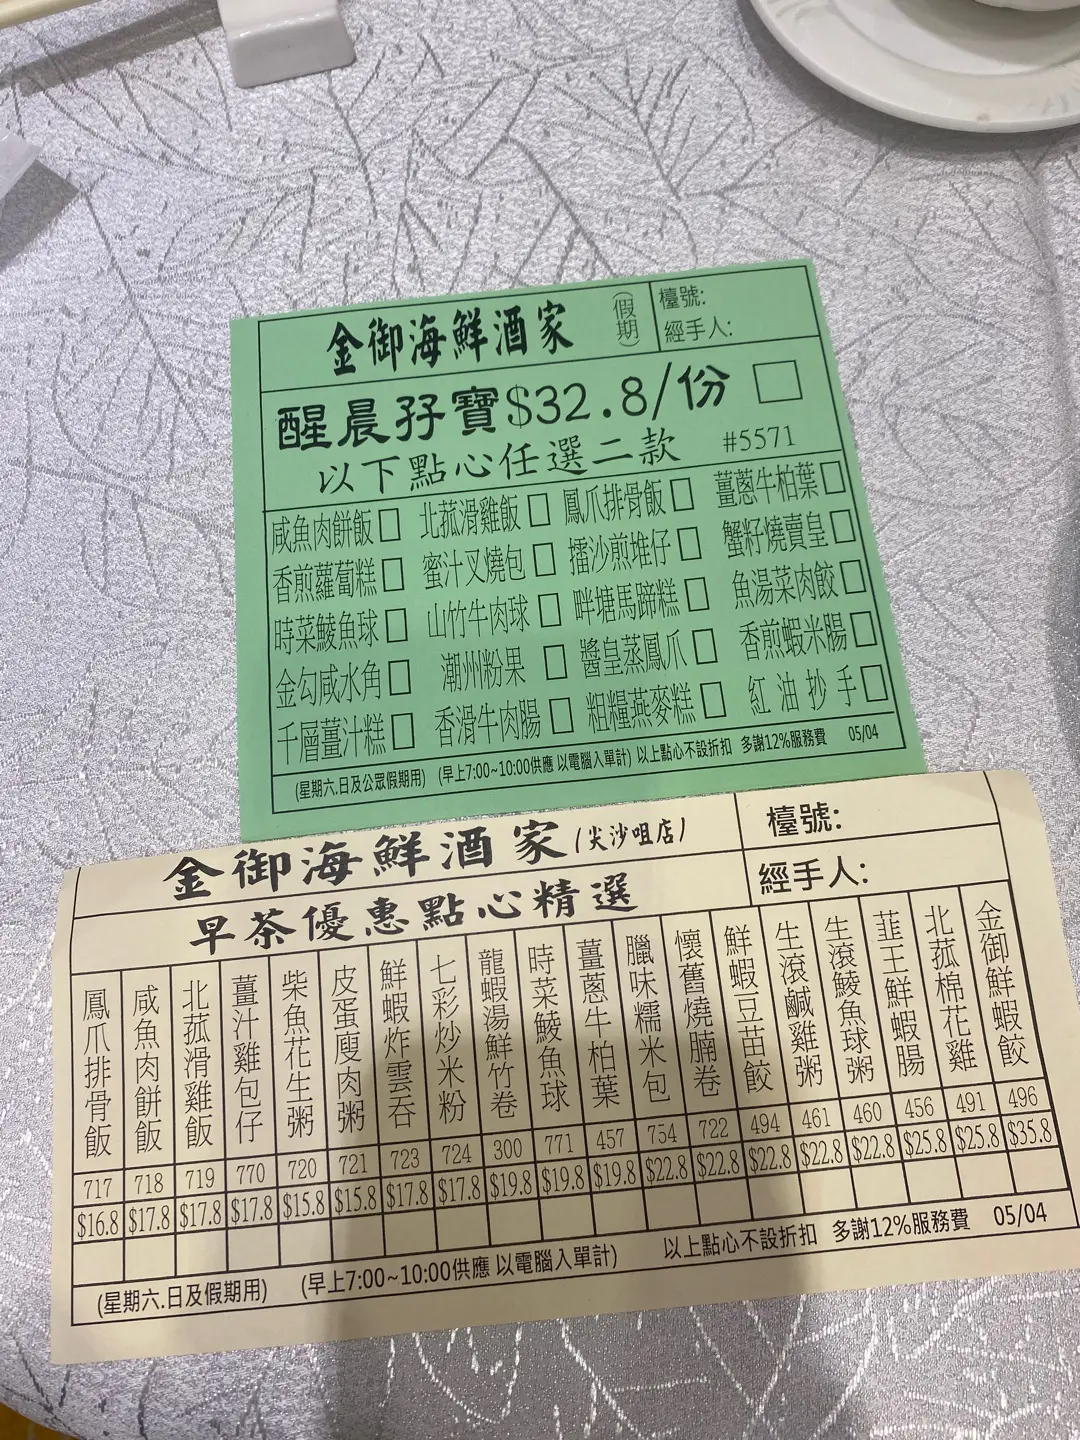 金御海鮮酒家 (假期)
檯號:
經手人:
醒晨孖寶$32.8/份
以下點心任選二款 #5571
咸魚肉餅飯 北菰滑雞飯 鳳爪排骨飯 薑蔥牛柏葉
香煎蘿蔔糕 蜜汁叉燒包 擂沙煎堆仔 蟹籽燒賣皇
時菜鯪魚球 山竹牛肉球 畔塘馬蹄糕 魚湯菜肉餃
金勾咸水角 潮州粉果 醬皇蒸鳳爪 香煎蝦米腸
千層薑汁糕 香滑牛肉腸 粗糧燕麥糕 紅油抄手
(星期六.日及公眾假期用) (早上7:00~10:00供應 以電腦入單計) 以上點心不設折扣 多謝12%服務費 05/04
金御海鮮酒家(尖沙咀店)
檯號:
早茶優惠點心精選
經手人:
鳳爪排骨飯 717 $16.8
咸魚肉餅飯 718 $17.8
北菰滑雞飯 719 $17.8
薑汁雞包仔 770 $17.8
柴魚花生粥 720 $15.8
皮蛋廋肉粥 721 $15.8
鮮蝦炸雲吞 723 $17.8
七彩炒米粉 724 $17.8
龍蝦湯鮮竹卷 300 $19.8
時菜鯪魚球 771 $19.8
薑蔥牛柏葉 457 $19.8
臘味糯米包 754 $22.8
懷舊燒腩卷 722 $22.8
鮮蝦豆苗餃 494 $22.8
生滾鹹雞粥 461 $22.8
生滾鯪魚球粥 460 $22.8
韮王鮮蝦腸 456 $25.8
北菰棉花雞 491 $25.8
金御鮮蝦餃 496 $35.8
(星期六.日及假期用) (早上7:00~10:00供應 以電腦入單計) 以上點心不設折扣 多謝12%服務費 05/04